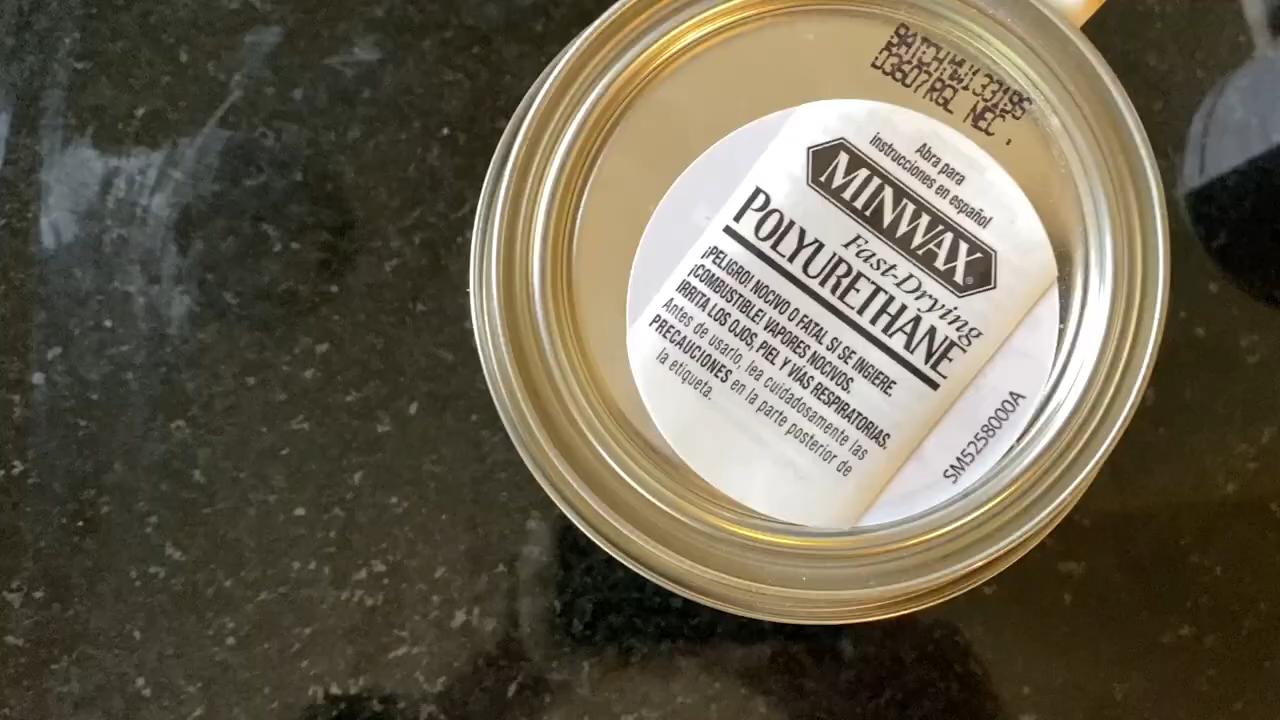 BATCH#DI33195
D3607RGL NEC.
Abra para
instrucciones en español
MINWAX®
Fast-Drying
POLYURETHANE
¡PELIGRO! NOCIVO O FATAL SI SE INGIERE.
¡COMBUSTIBLE! VAPORES NOCIVOS.
IRRITA LOS OJOS, PIEL Y VÍAS RESPIRATORIAS.
Antes de usarlo, lea cuidadosamente las
PRECAUCIONES en la parte posterior de
la etiqueta.
SM5258000A